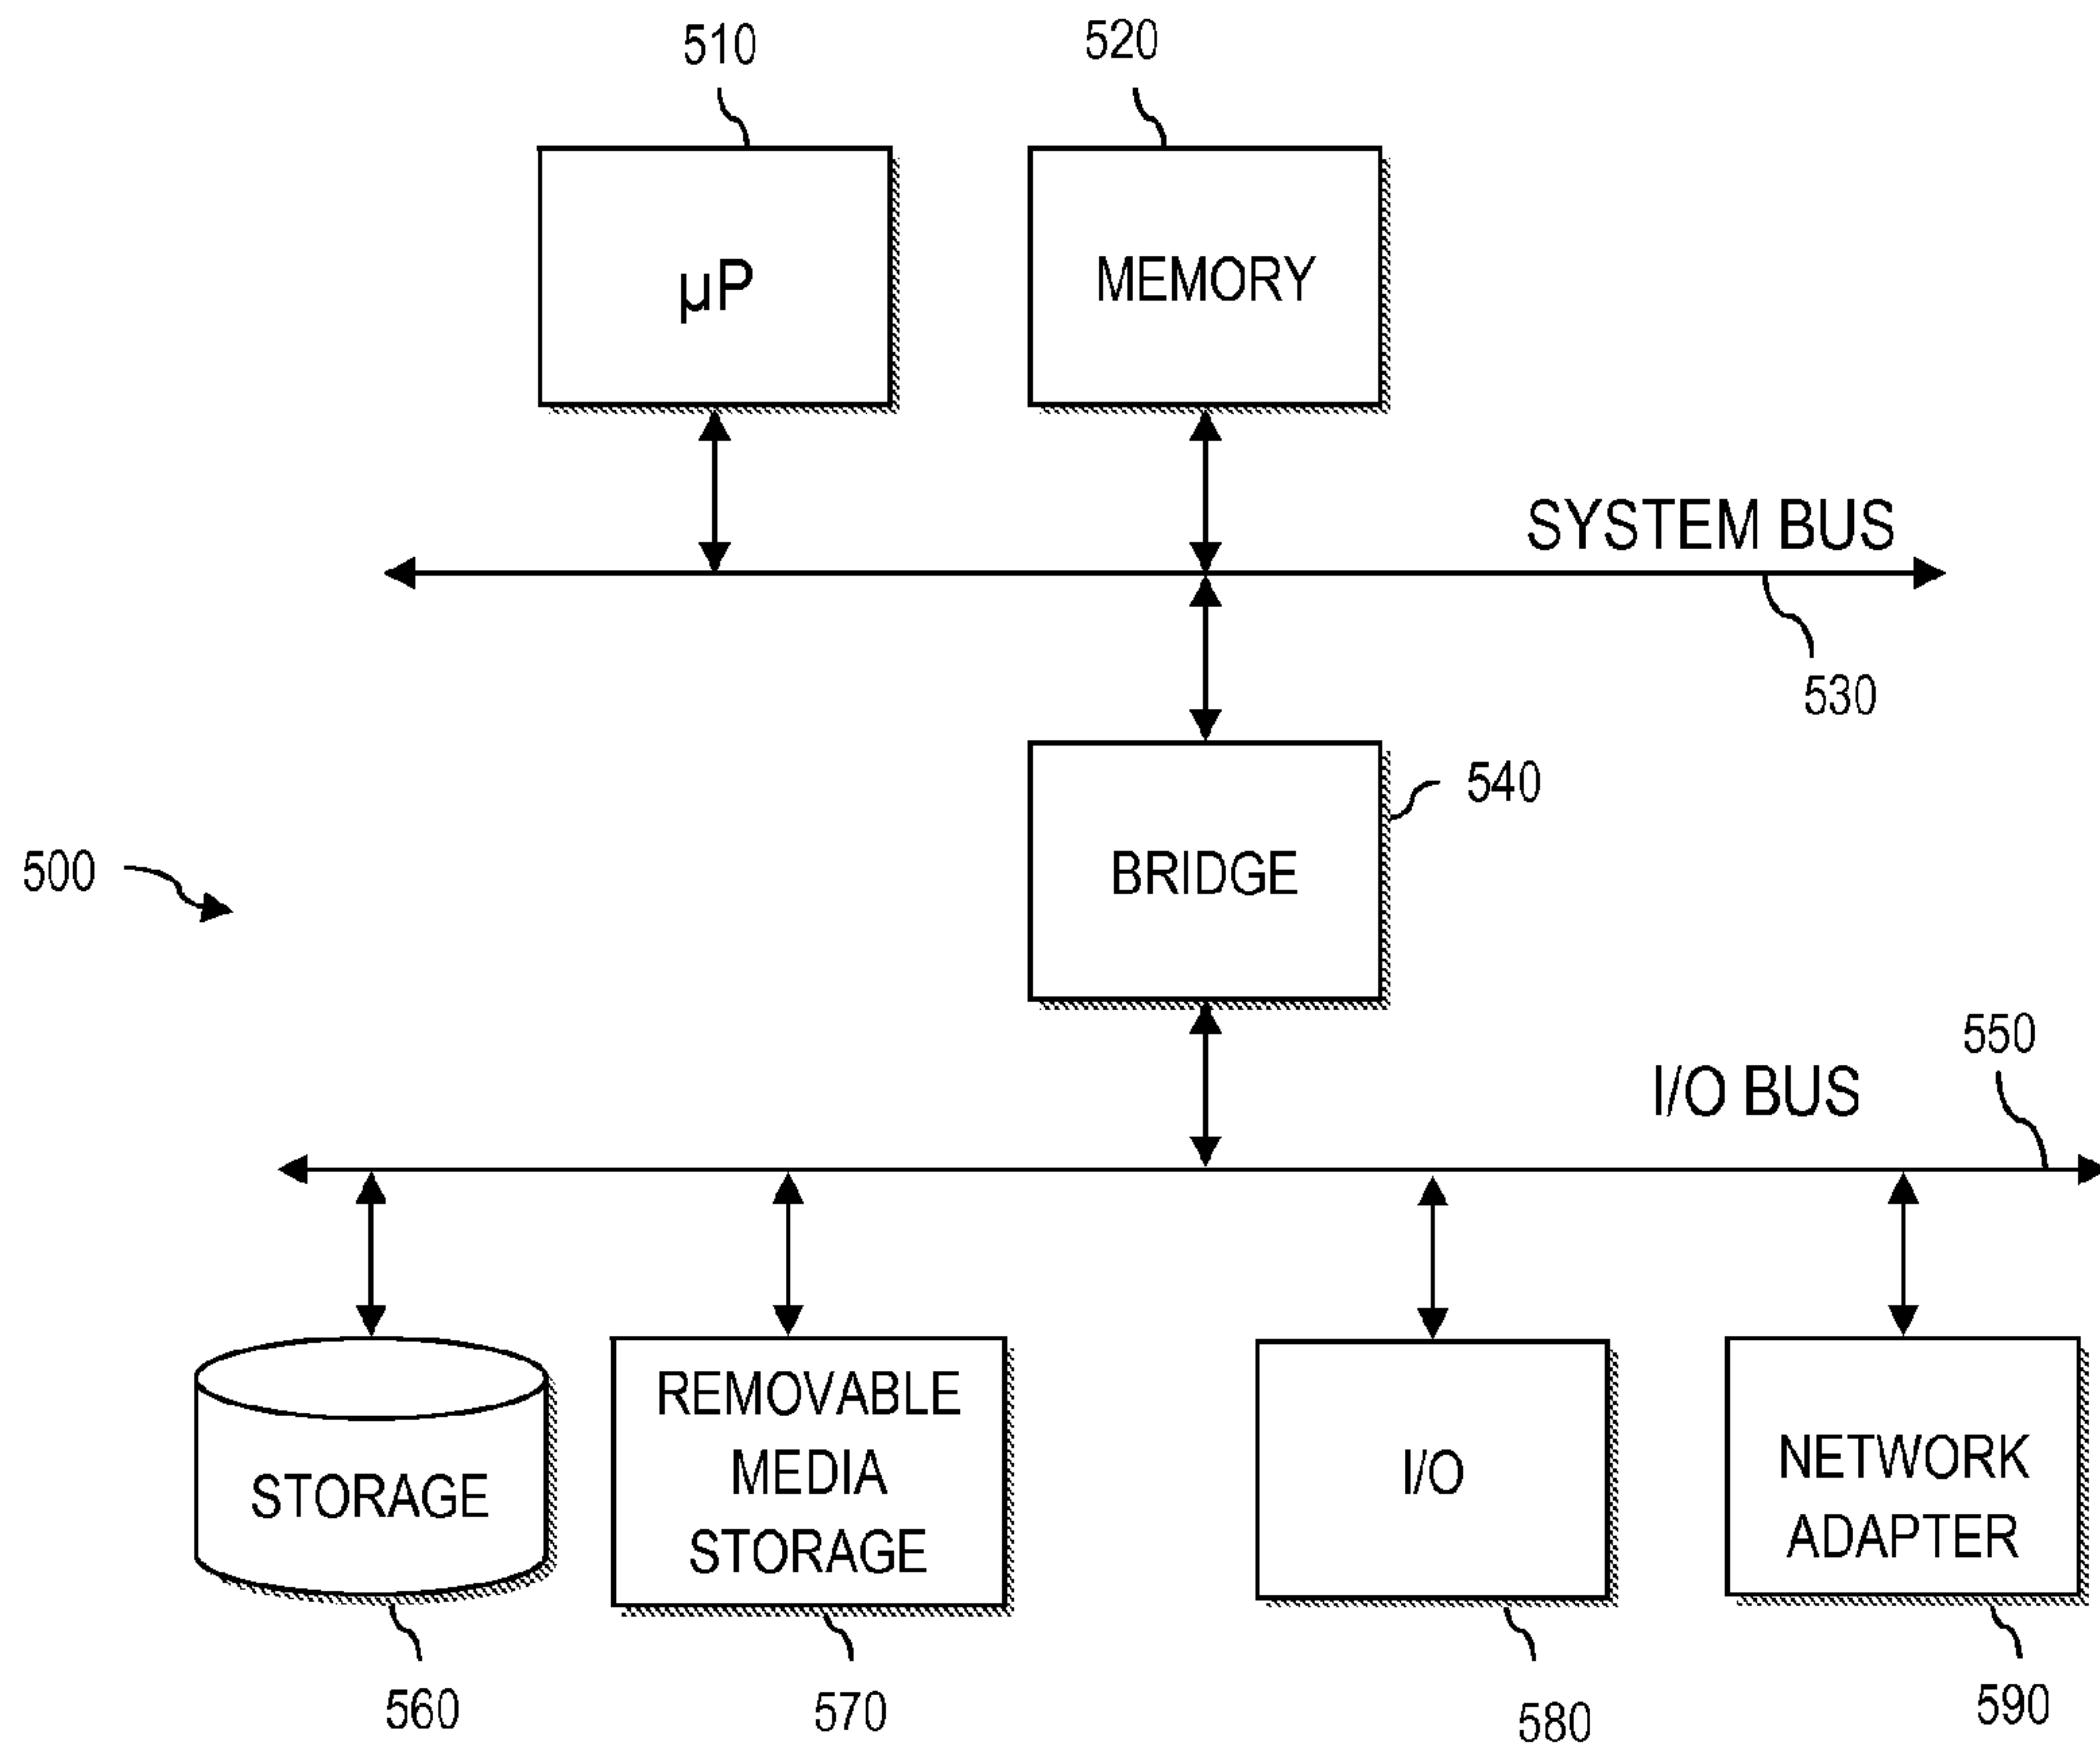 510
520
µP
MEMORY
SYSTEM BUS
530
540
BRIDGE
500
550
I/O BUS
STORAGE
REMOVABLE
MEDIA
STORAGE
I/O
NETWORK
ADAPTER
560
570
580
590